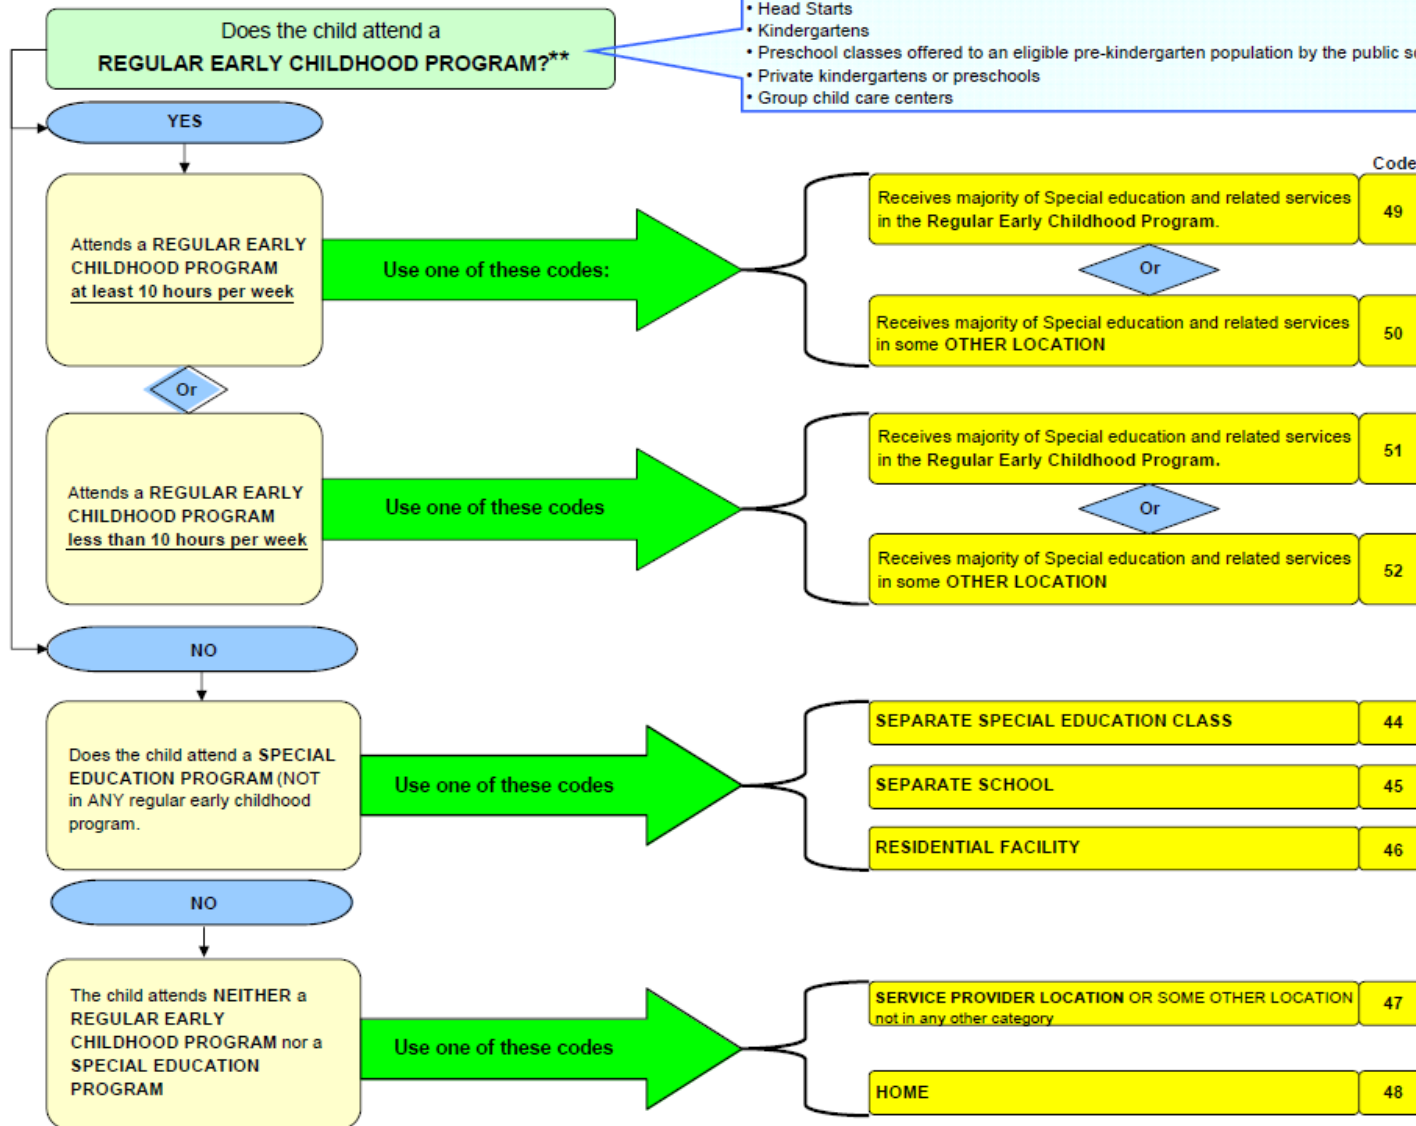 Does the child attend a
REGULAR EARLY CHILDHOOD PROGRAM?**
• Head Starts
• Kindergartens
• Preschool classes offered to an eligible pre-kindergarten population by the public
• Private kindergartens or preschools
• Group child care centers
YES
Code
Attends a REGULAR EARLY
CHILDHOOD PROGRAM
at least 10 hours per week
Use one of these codes:
Receives majority of Special education and related services
in the Regular Early Childhood Program.
49
Or
Receives majority of Special education and related services
in some OTHER LOCATION
50
Or
Attends a REGULAR EARLY
CHILDHOOD PROGRAM
less than 10 hours per week
Use one of these codes
Receives majority of Special education and related services
in the Regular Early Childhood Program.
51
Or
Receives majority of Special education and related services
in some OTHER LOCATION
52
NO
Does the child attend a SPECIAL
EDUCATION PROGRAM (NOT
in ANY regular early childhood
program.
Use one of these codes
SEPARATE SPECIAL EDUCATION CLASS
44
SEPARATE SCHOOL
45
RESIDENTIAL FACILITY
46
NO
The child attends NEITHER a
REGULAR EARLY
CHILDHOOD PROGRAM nor a
SPECIAL EDUCATION
PROGRAM
Use one of these codes
SERVICE PROVIDER LOCATION OR SOME OTHER LOCATION
not in any other category
47
HOME
48